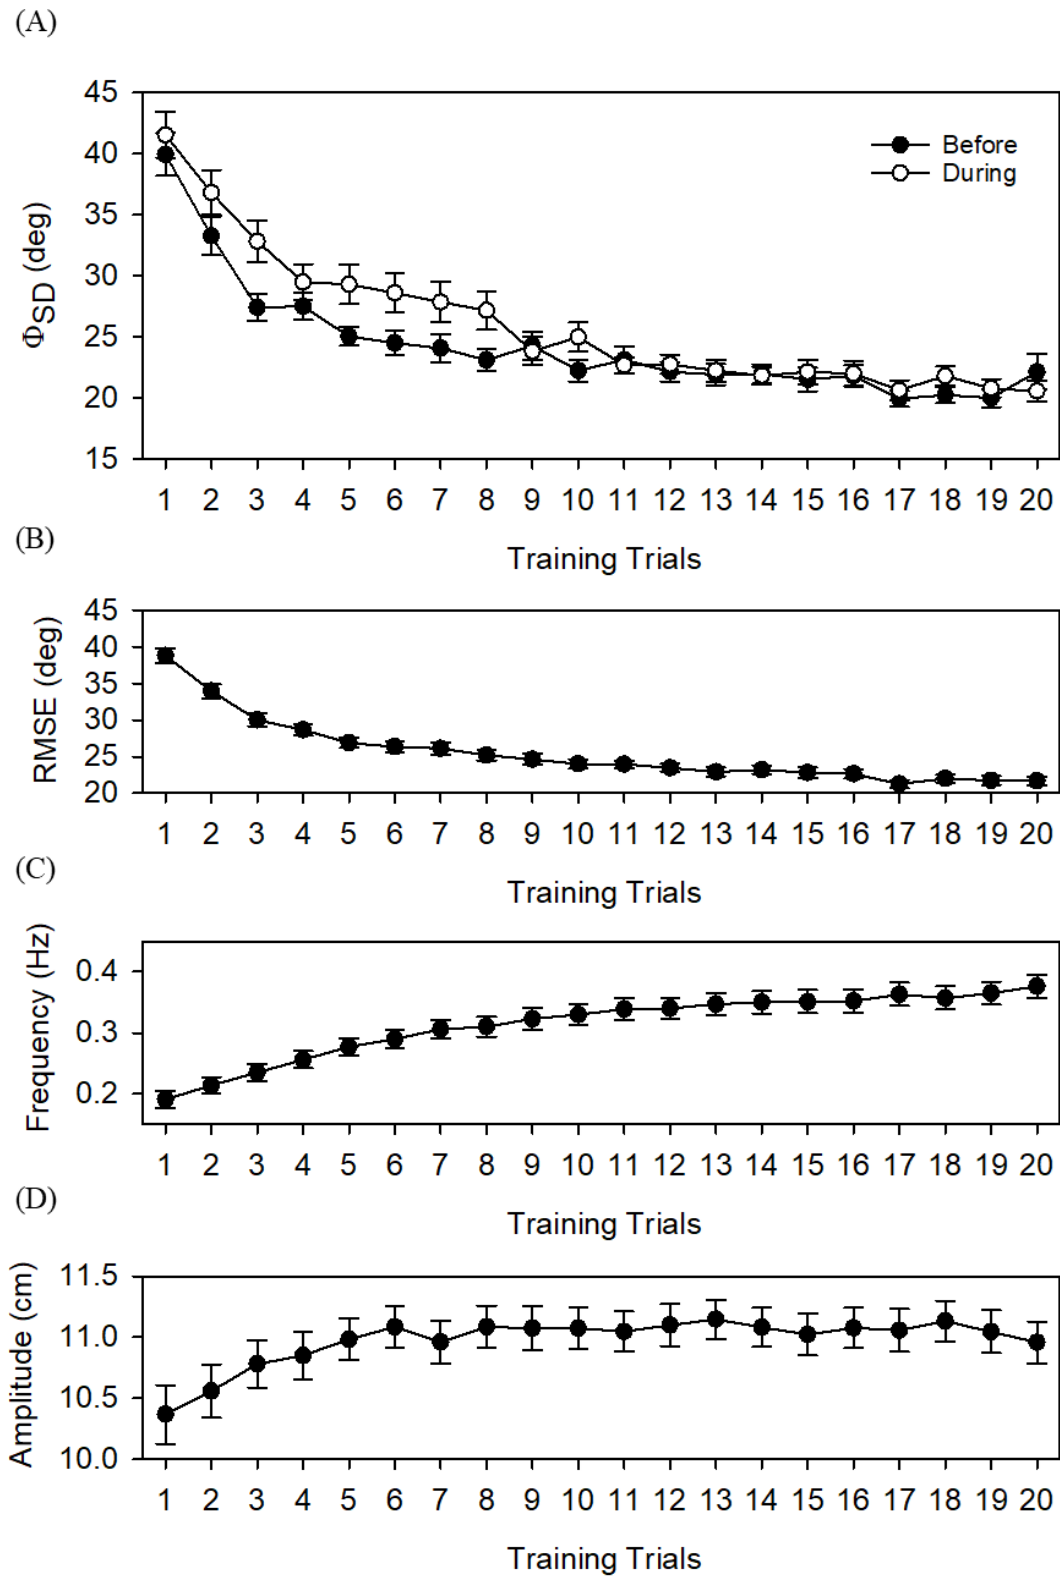 (A)
45
40
35
30
25
20
15
ΦSD (deg)
Before
During
1 2 3 4 5 6 7 8 9 10 11 12 13 14 15 16 17 18 19 20
Training Trials
(B)
45
40
35
30
25
20
RMSE (deg)
1 2 3 4 5 6 7 8 9 10 11 12 13 14 15 16 17 18 19 20
Training Trials
(C)
0.4
0.3
0.2
Frequency (Hz)
1 2 3 4 5 6 7 8 9 10 11 12 13 14 15 16 17 18 19 20
Training Trials
(D)
11.5
11.0
10.5
10.0
Amplitude (cm)
1 2 3 4 5 6 7 8 9 10 11 12 13 14 15 16 17 18 19 20
Training Trials